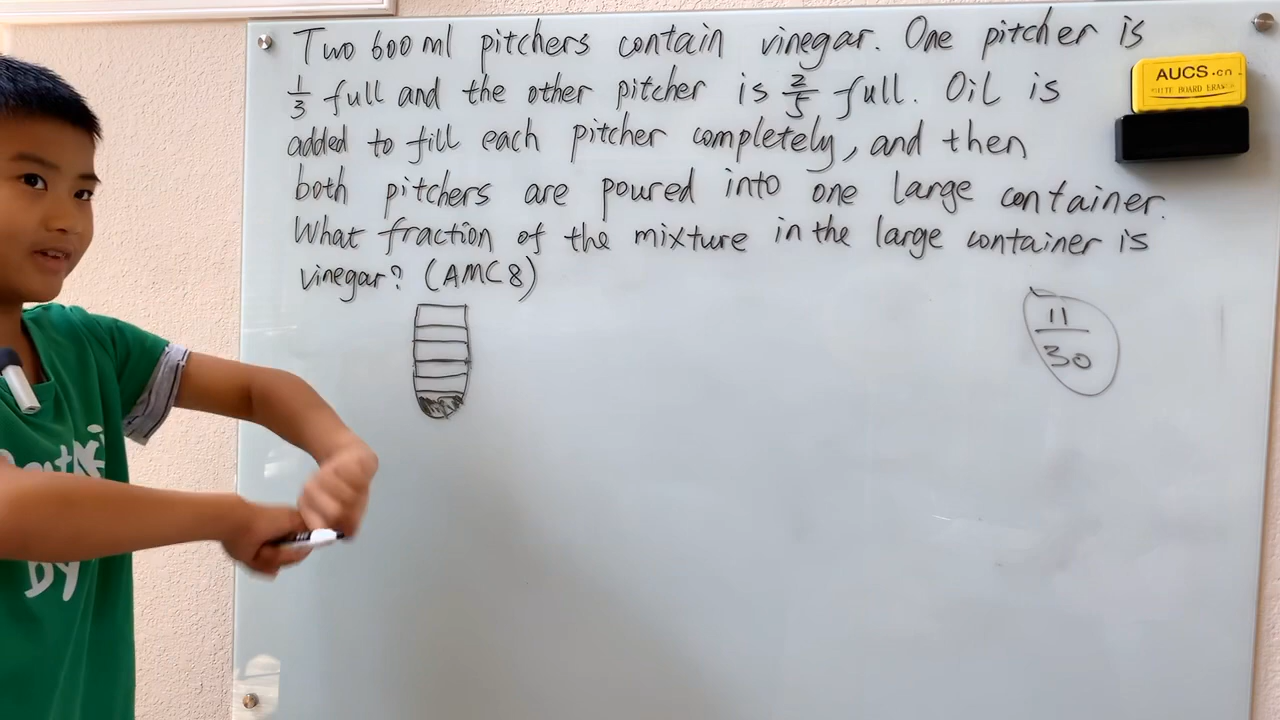 Two 600 ml pitchers contain vinegar. One pitcher is
1/3 full and the other pitcher is 2/5 full. Oil is
added to fill each pitcher completely, and then
both pitchers are poured into one large container.
What fraction of the mixture in the large container is
vinegar? (AMC8)
11/30
AUCS.cn
WHITE BOARD ERASER
BY